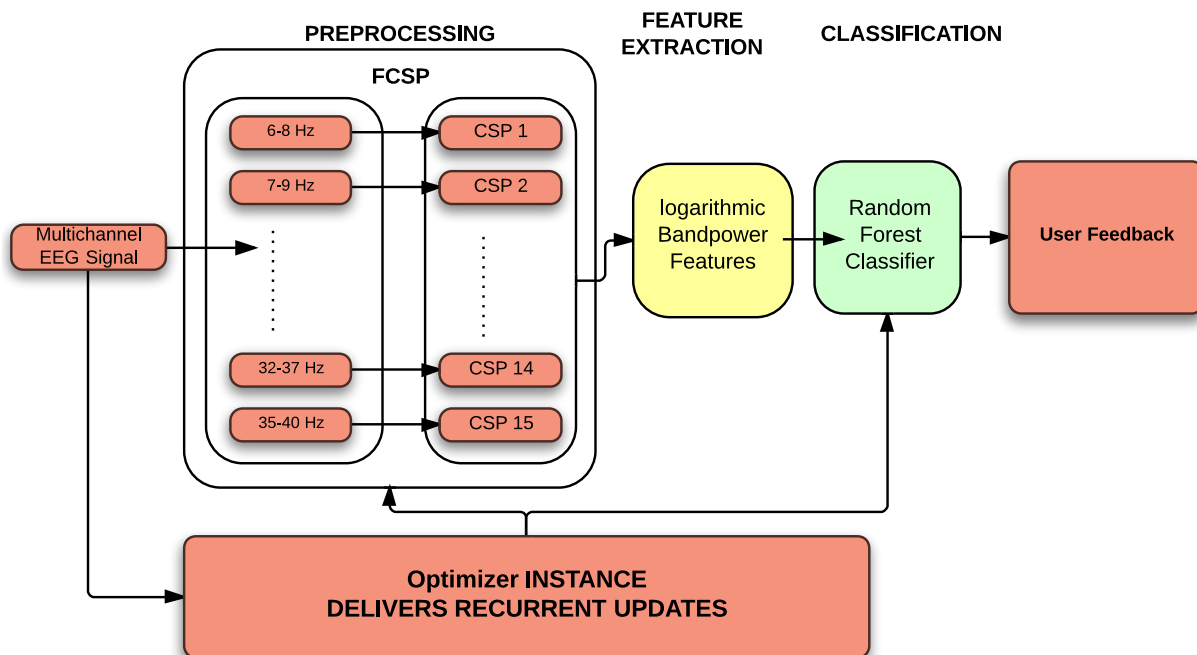 PREPROCESSING
FEATURE
EXTRACTION
CLASSIFICATION
FCSP
6-8 Hz
CSP 1
7-9 Hz
CSP 2
Multichannel
EEG Signal
logarithmic
Bandpower
Features
Random
Forest
Classifier
User Feedback
32-37 Hz
CSP 14
35-40 Hz
CSP 15
Optimizer INSTANCE
DELIVERS RECURRENT UPDATES